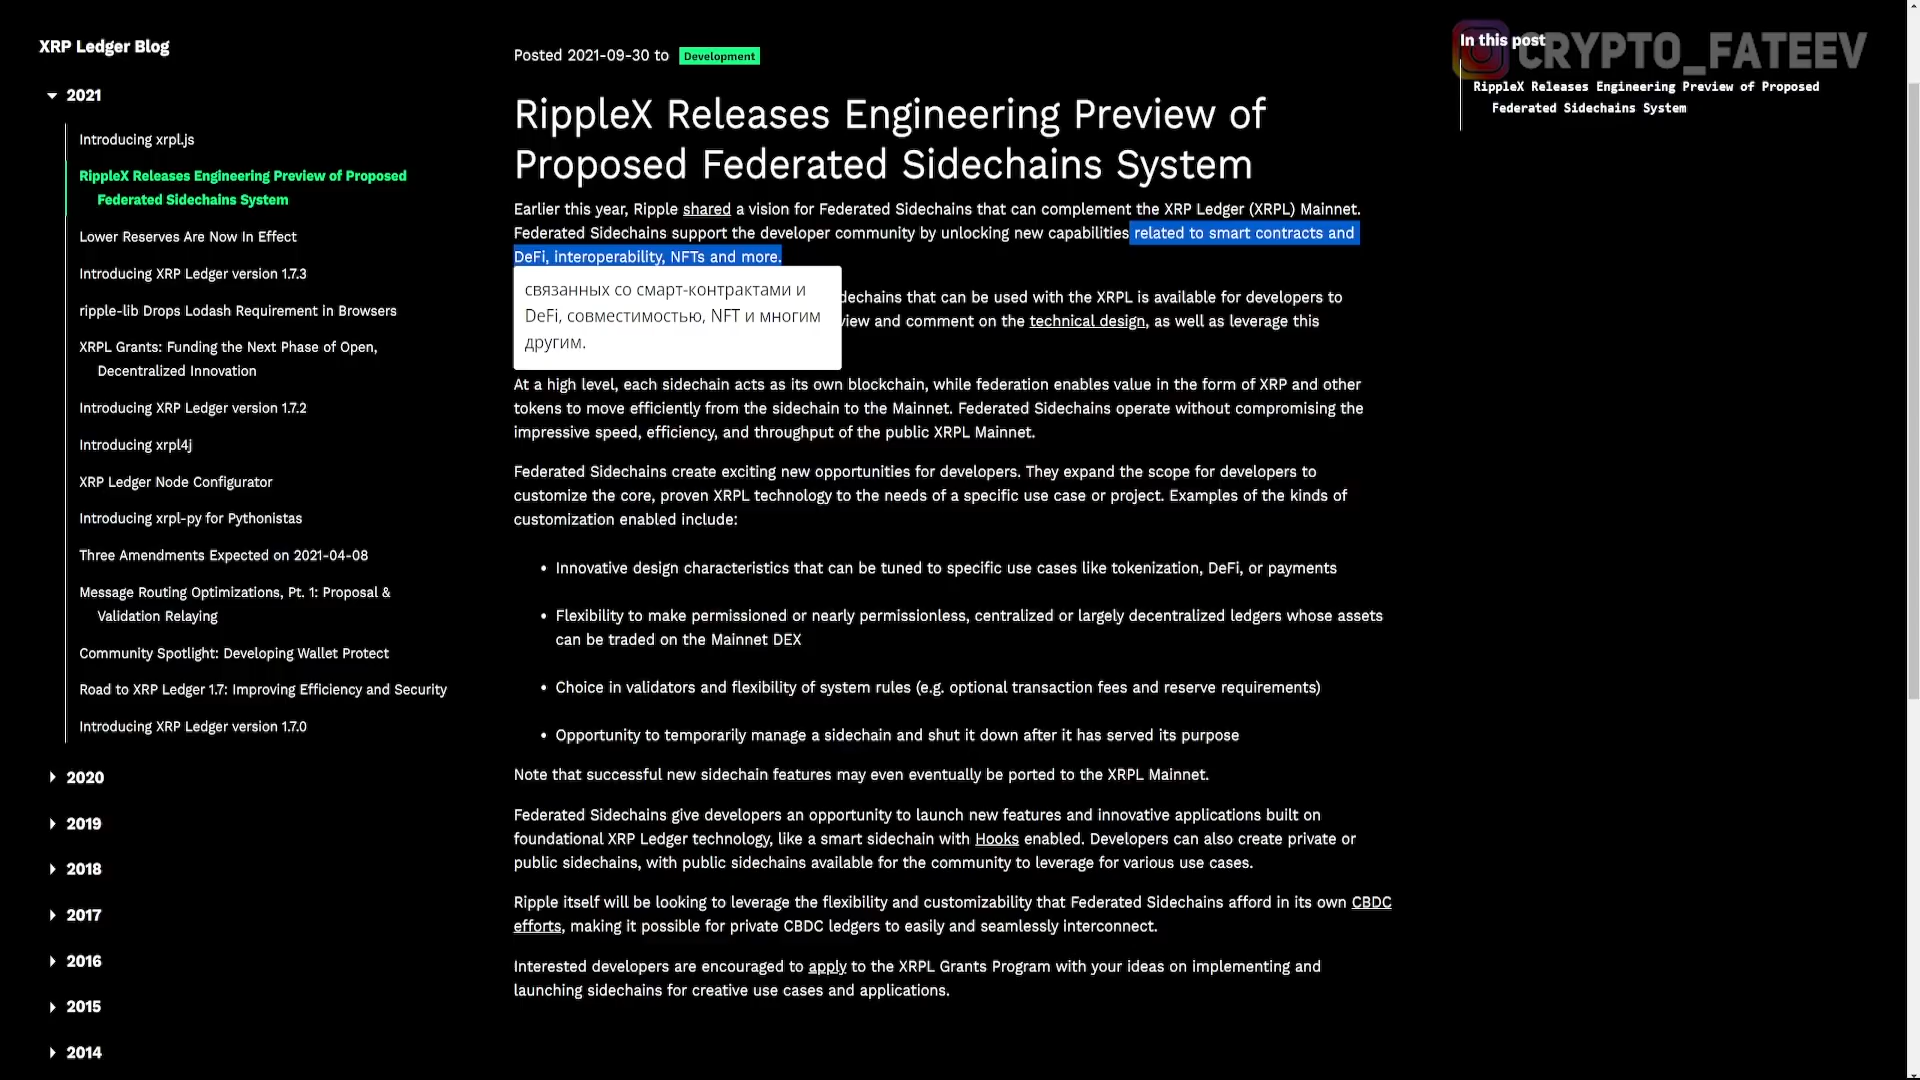 XRP Ledger Blog
2021
Introducing xrpl.js
RippleX Releases Engineering Preview of Proposed
Federated Sidechains System
Lower Reserves Are Now In Effect
Introducing XRP Ledger version 1.7.3
ripple-lib Drops Lodash Requirement in Browsers
XRPL Grants: Funding the Next Phase of Open,
Decentralized Innovation
Introducing XRP Ledger version 1.7.2
Introducing xrpl4j
XRP Ledger Node Configurator
Introducing xrpl-py for Pythonistas
Three Amendments Expected on 2021-04-08
Message Routing Optimizations, Pt. 1: Proposal &
Validation Relaying
Community Spotlight: Developing Wallet Protect
Road to XRP Ledger 1.7: Improving Efficiency and Security
Introducing XRP Ledger version 1.7.0
2020
2019
2018
2017
2016
2015
2014
Posted 2021-09-30 to Development
RippleX Releases Engineering Preview of
Proposed Federated Sidechains System
Earlier this year, Ripple shared a vision for Federated Sidechains that can complement the XRP Ledger (XRPL) Mainnet.
Federated Sidechains support the developer community by unlocking new capabilities related to smart contracts and
DeFi, interoperability, NFTs and more.
связанных со смарт-контрактами и
DeFi, совместимостью, NFT и многим
другим.
dechains that can be used with the XRPL is available for developers to
view and comment on the technical design, as well as leverage this
At a high level, each sidechain acts as its own blockchain, while federation enables value in the form of XRP and other
tokens to move efficiently from the sidechain to the Mainnet. Federated Sidechains operate without compromising the
impressive speed, efficiency, and throughput of the public XRPL Mainnet.
Federated Sidechains create exciting new opportunities for developers. They expand the scope for developers to
customize the core, proven XRPL technology to the needs of a specific use case or project. Examples of the kinds of
customization enabled include:
• Innovative design characteristics that can be tuned to specific use cases like tokenization, DeFi, or payments
• Flexibility to make permissioned or nearly permissionless, centralized or largely decentralized ledgers whose assets
can be traded on the Mainnet DEX
• Choice in validators and flexibility of system rules (e.g. optional transaction fees and reserve requirements)
• Opportunity to temporarily manage a sidechain and shut it down after it has served its purpose
Note that successful new sidechain features may even eventually be ported to the XRPL Mainnet.
Federated Sidechains give developers an opportunity to launch new features and innovative applications built on
foundational XRP Ledger technology, like a smart sidechain with Hooks enabled. Developers can also create private or
public sidechains, with public sidechains available for the community to leverage for various use cases.
Ripple itself will be looking to leverage the flexibility and customizability that Federated Sidechains afford in its own CBDC
efforts, making it possible for private CBDC ledgers to easily and seamlessly interconnect.
Interested developers are encouraged to apply to the XRPL Grants Program with your ideas on implementing and
launching sidechains for creative use cases and applications.
In this post
CRYPTO_FATEEV
RippleX Releases Engineering Preview of Proposed
Federated Sidechains System